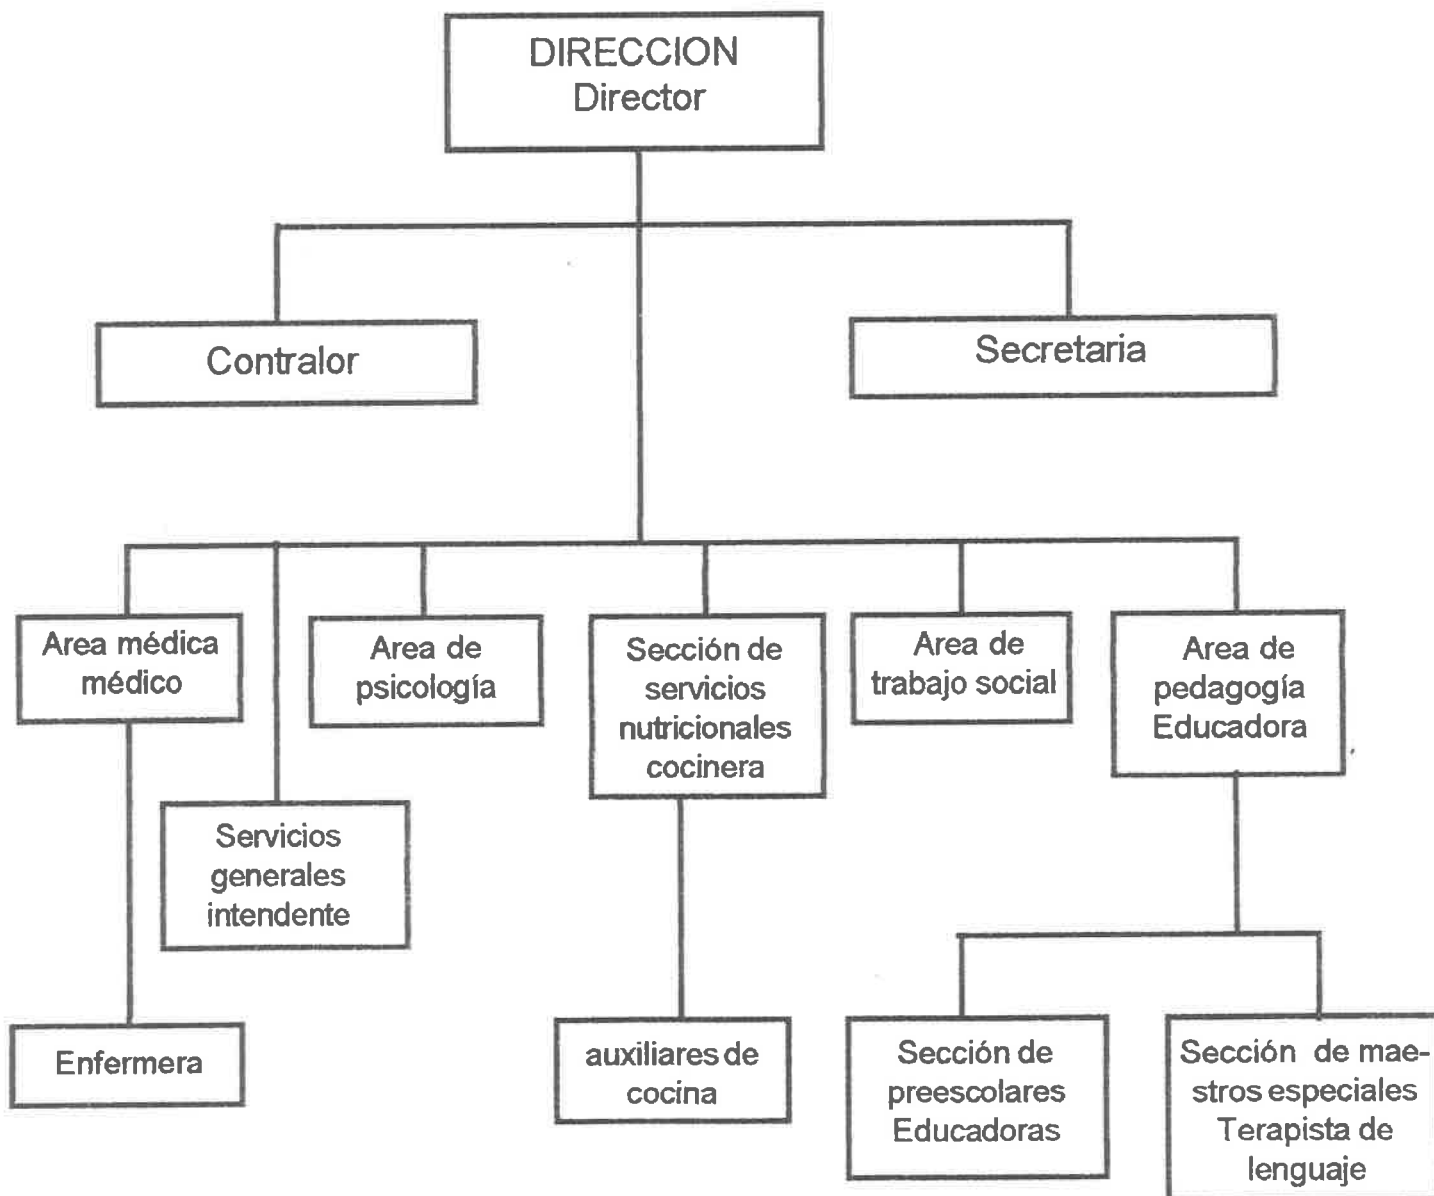 DIRECCION
Director
Contralor
Secretaria
Area médica
médico
Area de
psicología
Sección de
servicios
nutricionales
cocinera
Area de
trabajo social
Area de
pedagogía
Educadora
Servicios
generales
intendente
Enfermera
auxiliares de
cocina
Sección de
preescolares
Educadoras
Sección de mae-
stros especiales
Terapista de
lenguaje